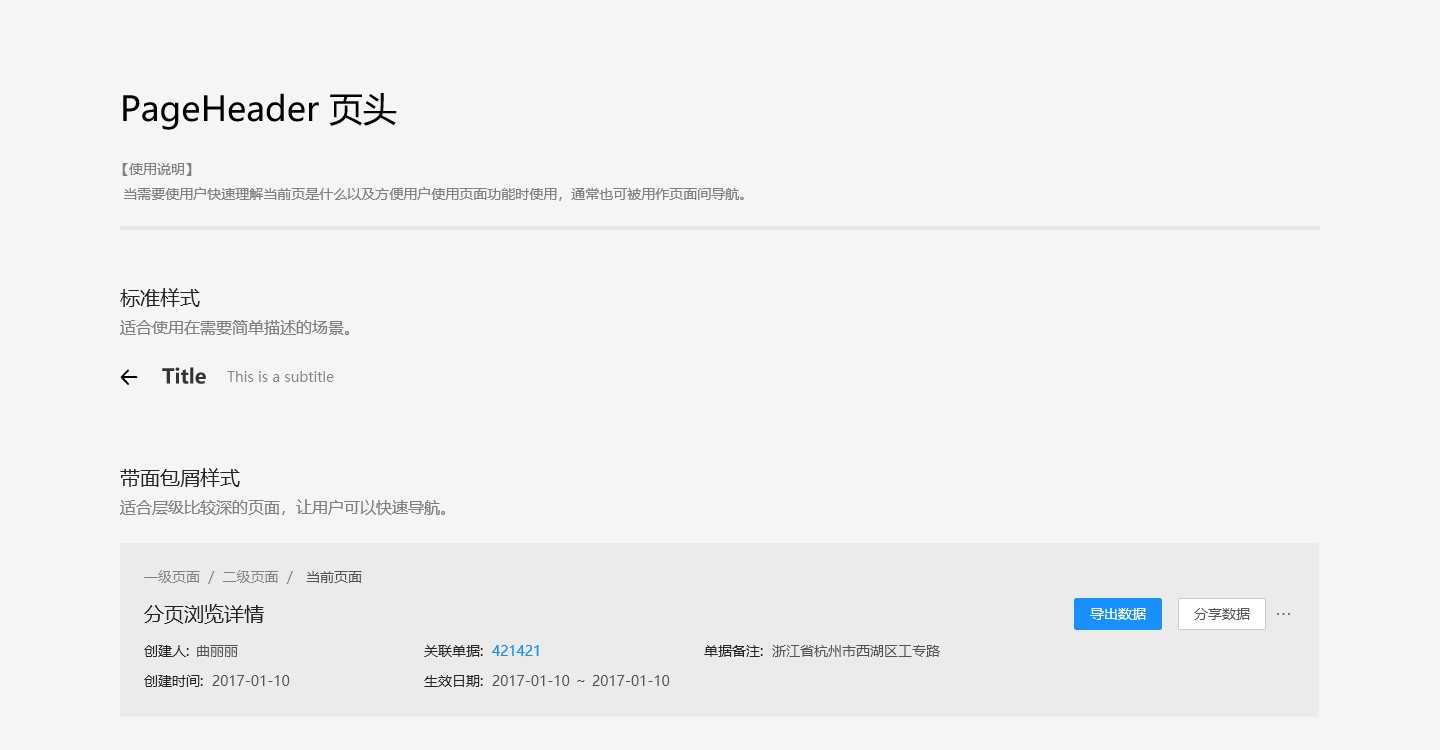 PageHeader 页头
【使用说明】
当需要使用户快速理解当前页是什么以及方便用户使用页面功能时使用，通常也可被用作页面间导航。
标准样式
适合使用在需要简单描述的场景。
Title This is a subtitle
带面包屑样式
适合层级比较深的页面，让用户可以快速导航。
一级页面 / 二级页面 / 当前页面
分页浏览详情 导出数据 分享数据 ···
创建人: 曲丽丽 关联单据: 421421 单据备注: 浙江省杭州市西湖区工专路
创建时间: 2017-01-10 生效日期: 2017-01-10 ~ 2017-01-10